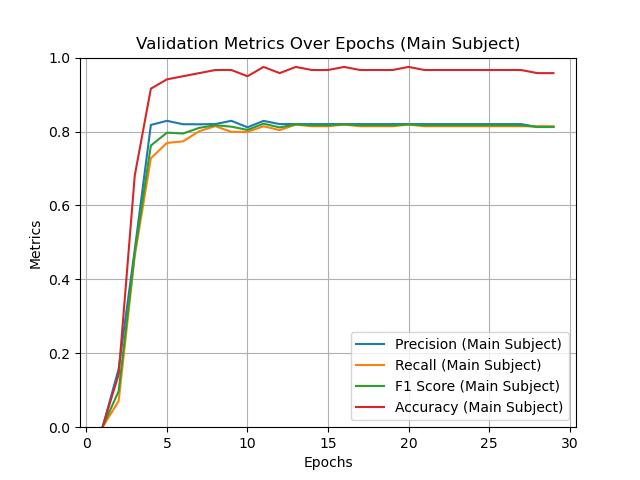 Validation Metrics Over Epochs (Main Subject)
1.0
0.8
0.6
0.4
0.2
0.0
Metrics
0 5 10 15 20 25 30
Epochs
Precision (Main Subject)
Recall (Main Subject)
F1 Score (Main Subject)
Accuracy (Main Subject)